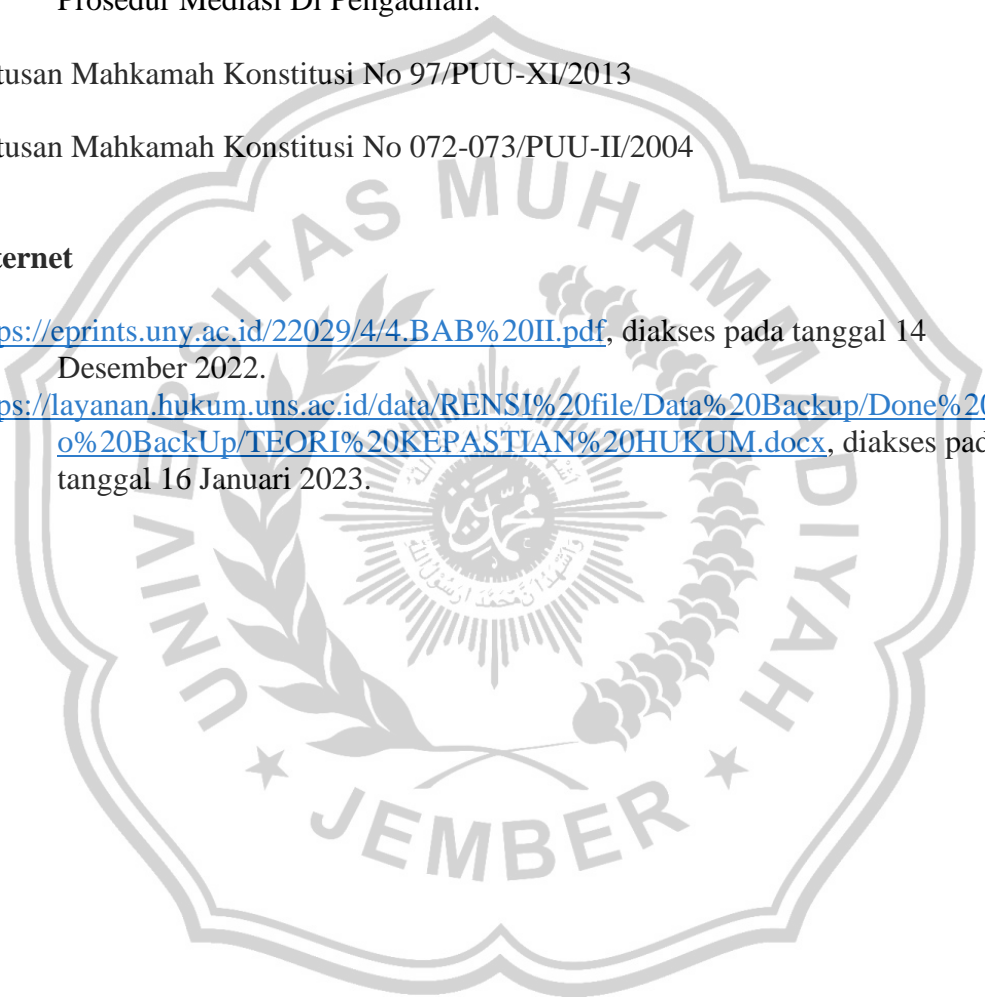 Prosedur Mediasi Di Pengadilan.
tusan Mahkamah Konstitusi No 97/PUU-XI/2013
tusan Mahkamah Konstitusi No 072-073/PUU-II/2004
ternet
ps://eprints.uny.ac.id/22029/4/4.BAB%20II.pdf, diakses pada tanggal 14
Desember 2022.
ps://layanan.hukum.uns.ac.id/data/RENSI%20file/Data%20Backup/Done%20
o%20BackUp/TEORI%20KEPASTIAN%20HUKUM.docx, diakses pad
tanggal 16 Januari 2023.
UNIVERSITAS MUHAMMADIYAH
JEMBER